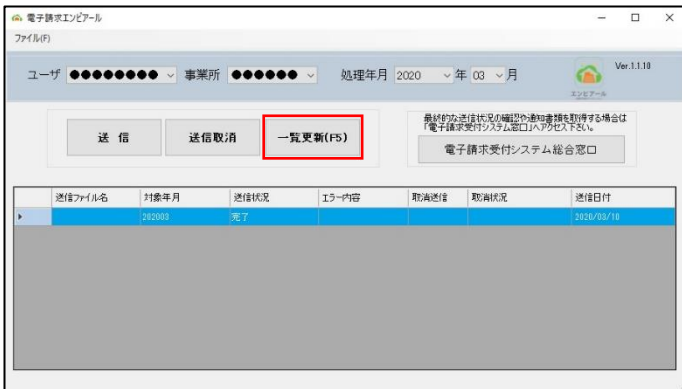 電子請求エンピアール
ファイル(F)
ユーザ ●●●●●●●● 事業所 ●●●●●● 処理年月 2020 年 03 月
Ver.1.1.10
エンピアール
最終的な送信状況の確認や通知書類を取得する場合は
「電子請求受付システム窓口」へアクセス下さい。
送 信 送信取消 一覧更新(F5)
電子請求受付システム総合窓口
送信ファイル名 対象年月 送信状況 エラー内容 取消送信 取消状況 送信日付
202003 完了 2020/03/10